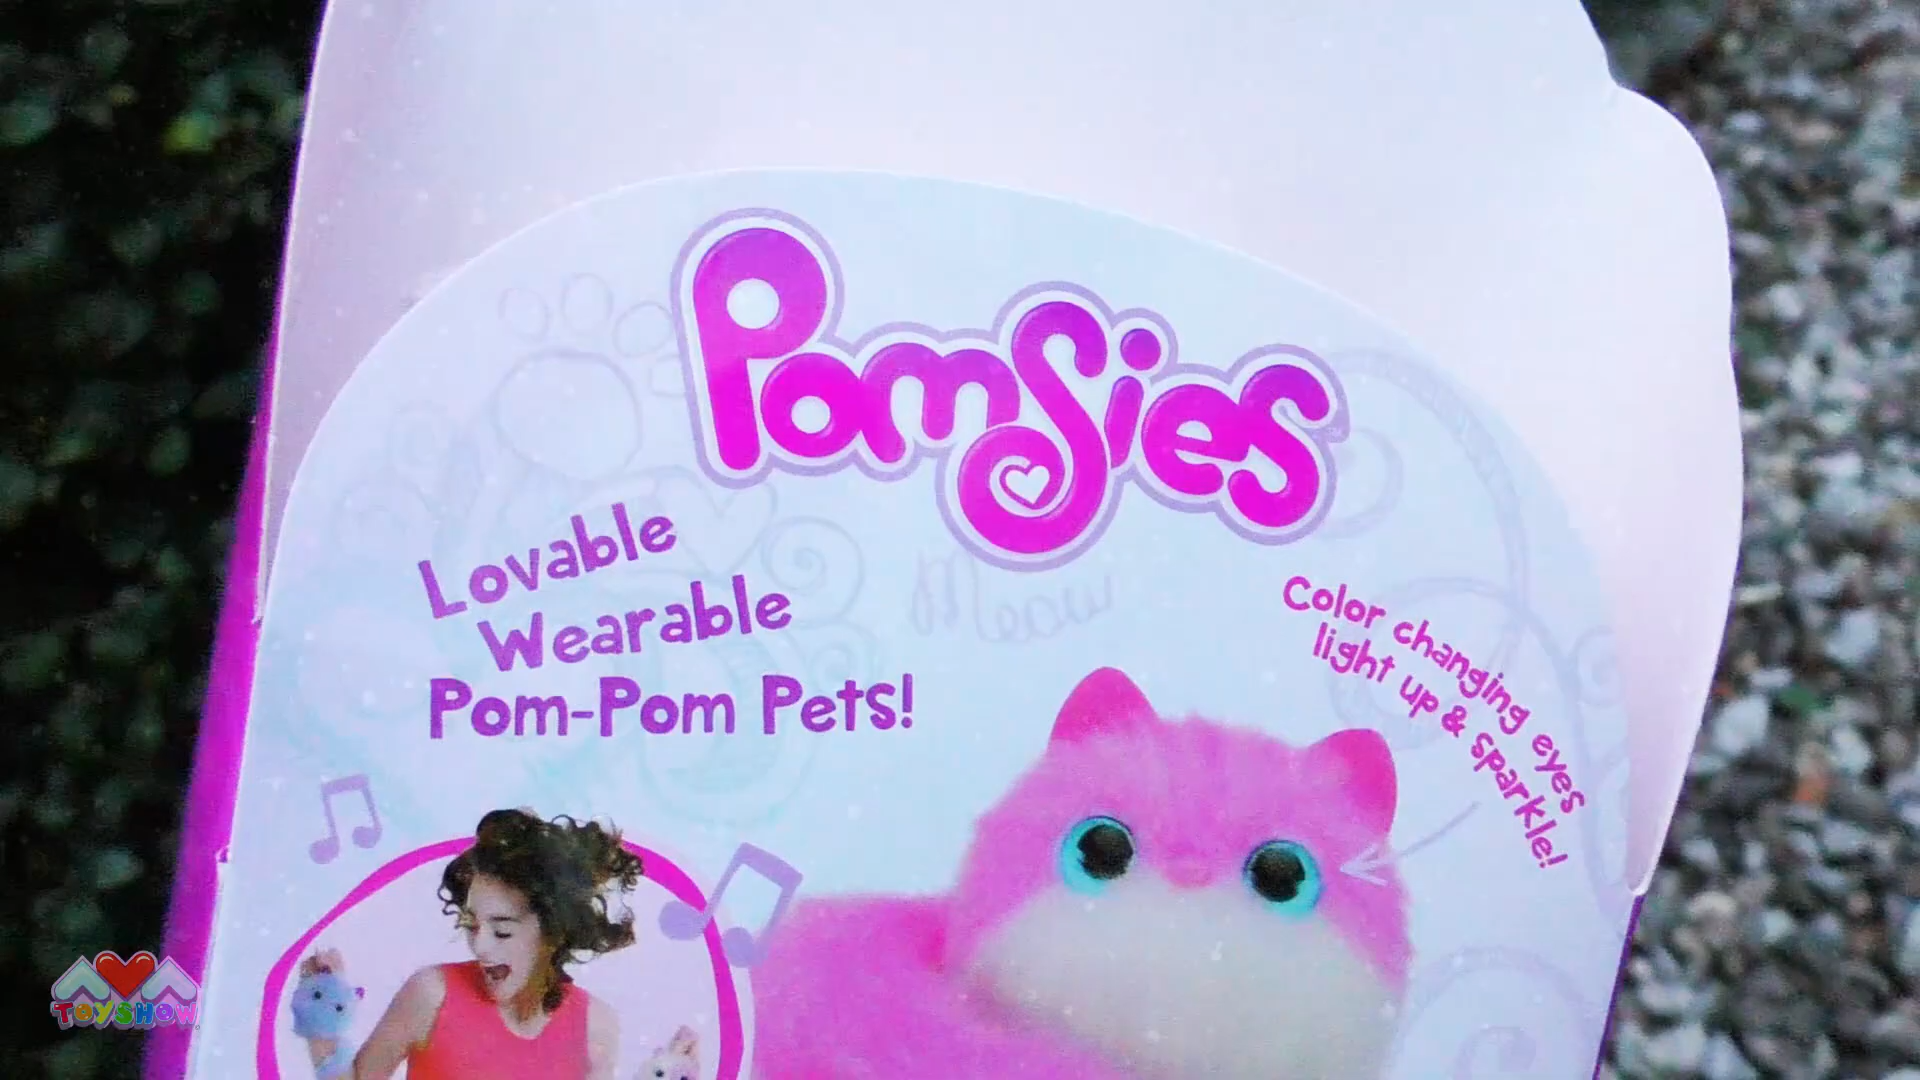 Pomsies
Lovable
Wearable
Pom-Pom Pets!
Meow
Color changing eyes
light up & sparkle!
TOYSHOW